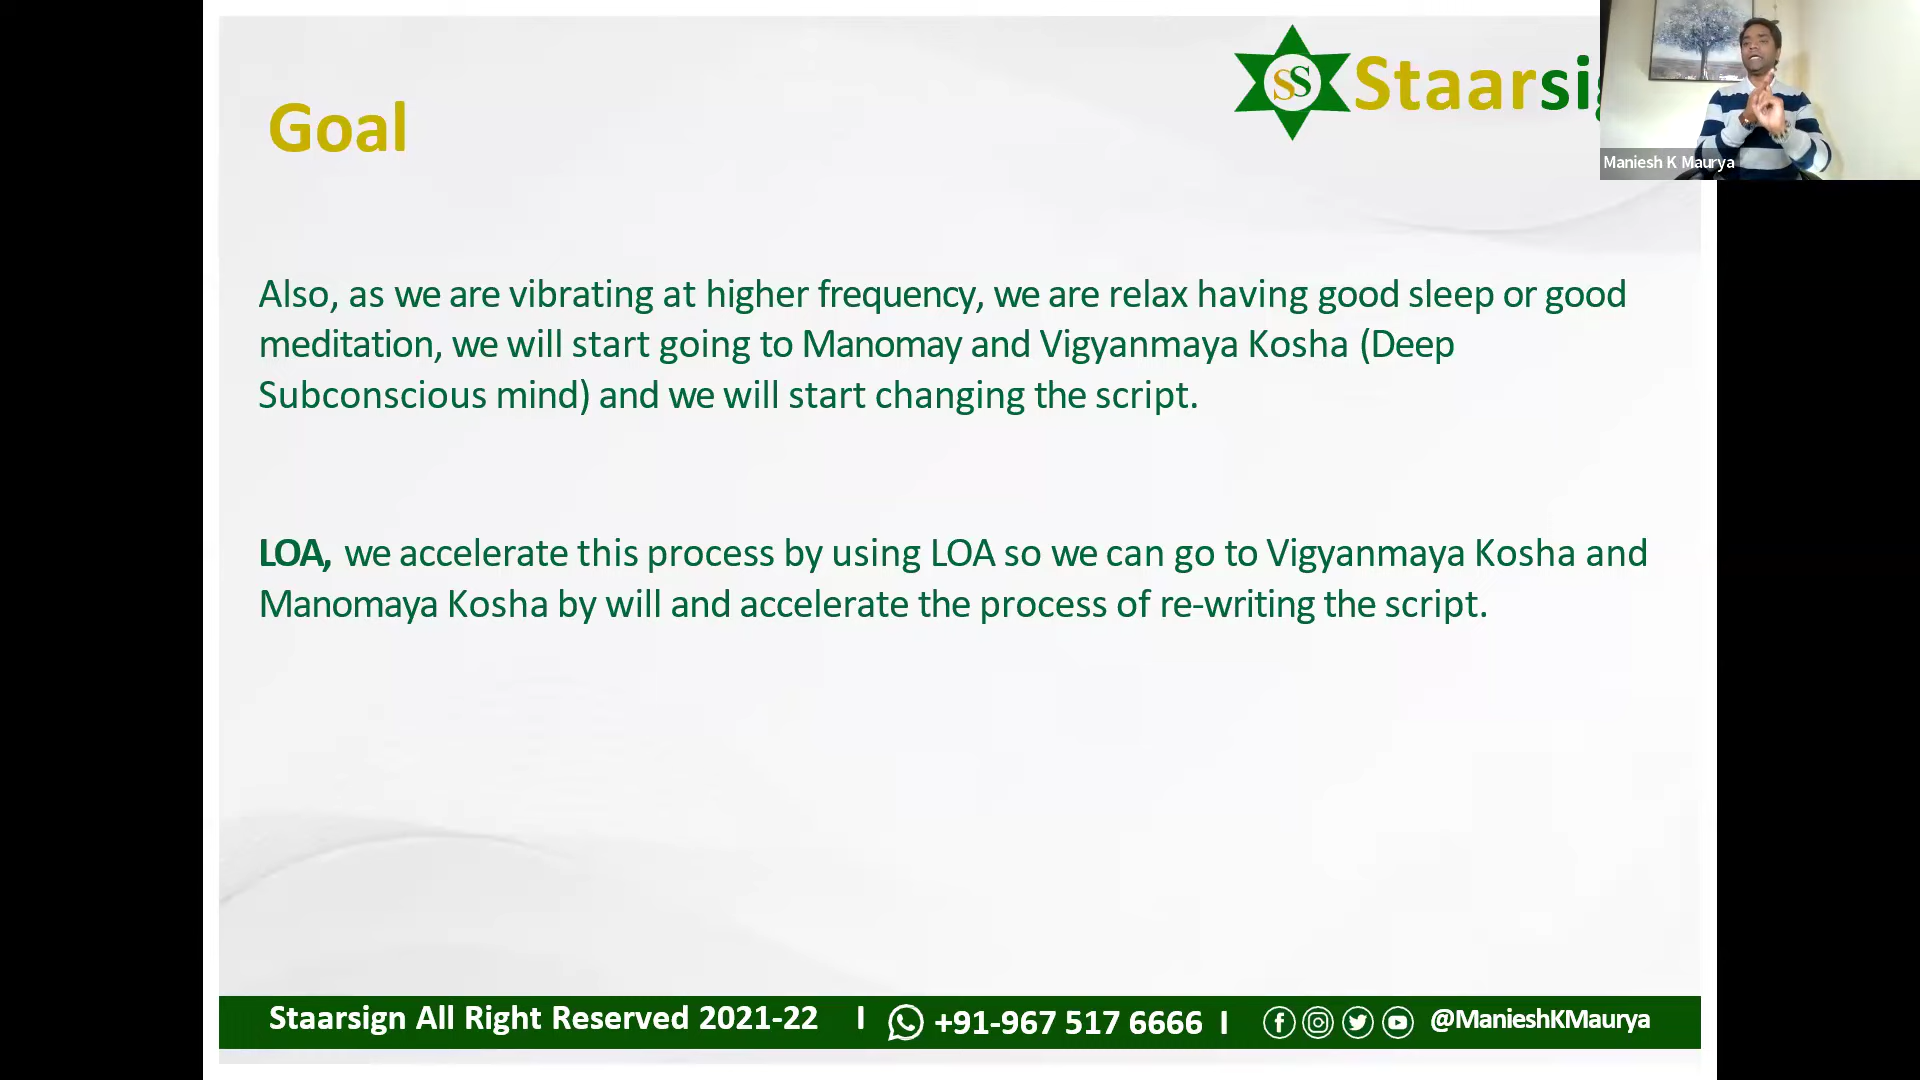 Goal
SS
Staarsi
Maniesh K Maurya
Also, as we are vibrating at higher frequency, we are relax having good sleep or good
meditation, we will start going to Manomay and Vigyanmaya Kosha (Deep
Subconscious mind) and we will start changing the script.
LOA, we accelerate this process by using LOA so we can go to Vigyanmaya Kosha and
Manomaya Kosha by will and accelerate the process of re-writing the script.
Staarsign All Right Reserved 2021-22 I +91-967 517 6666 I @ManieshKMaurya